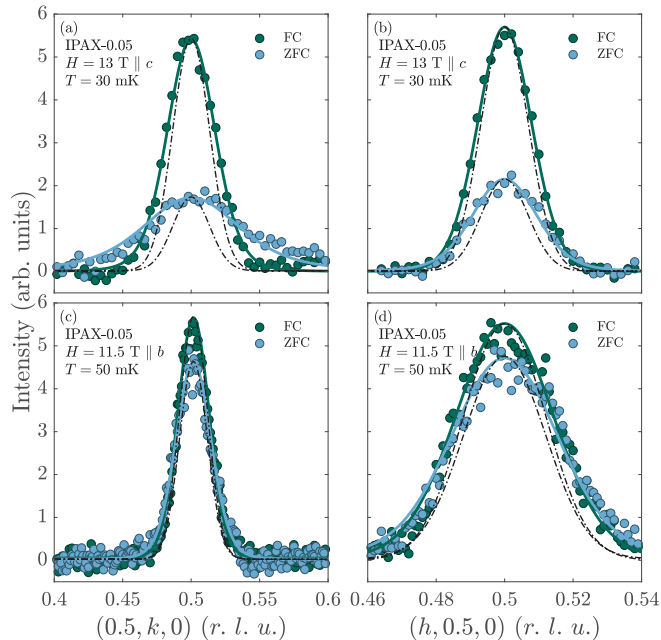 (a)
IPAX-0.05
H = 13 T ∥ c
T = 30 mK
FC
ZFC
(b)
IPAX-0.05
H = 13 T ∥ c
T = 30 mK
FC
ZFC
6
5
4
3
2
1
0
(c)
IPAX-0.05
H = 11.5 T ∥ b
T = 50 mK
FC
ZFC
(d)
IPAX-0.05
H = 11.5 T ∥ b
T = 50 mK
FC
ZFC
6
5
4
3
2
1
0
Intensity (arb. units)
0.4 0.45 0.5 0.55 0.6
0.46 0.48 0.5 0.52 0.54
(0.5, k, 0) (r. l. u.)
(h, 0.5, 0) (r. l. u.)